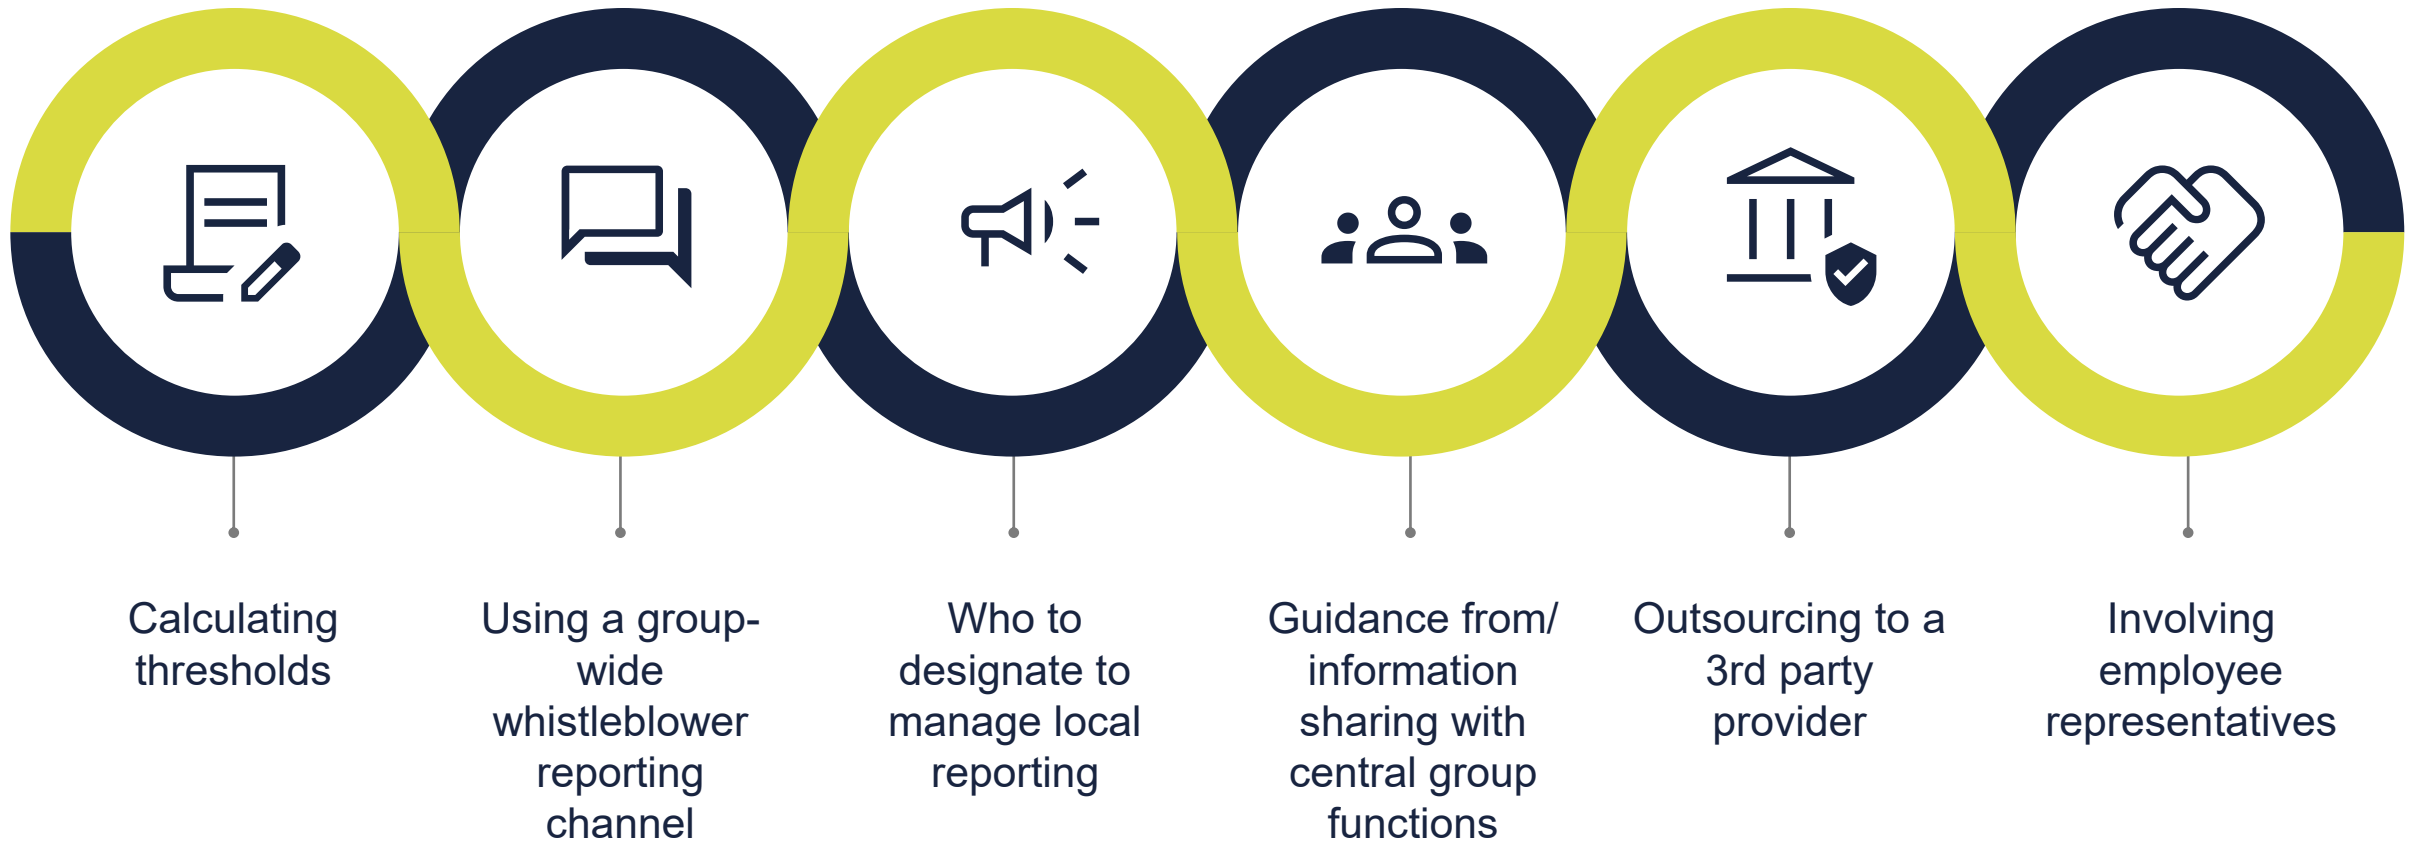 Calculating
thresholds
Using a group-
wide
whistleblower
reporting
channel
Who to
designate to
manage local
reporting
Guidance from/
information
sharing with
central group
functions
Outsourcing to a
3rd party
provider
Involving
employee
representatives